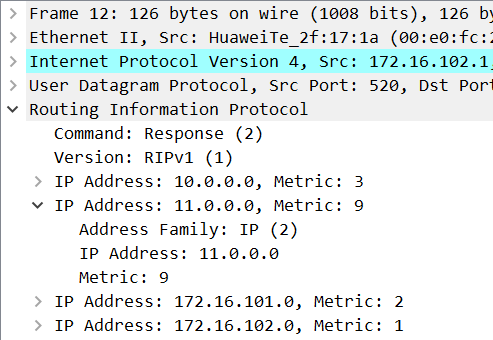 Frame 12: 126 bytes on wire (1008 bits), 126 by
Ethernet II, Src: HuaweiTe_2f:17:1a (00:e0:fc:2
Internet Protocol Version 4, Src: 172.16.102.1,
User Datagram Protocol, Src Port: 520, Dst Port
Routing Information Protocol
Command: Response (2)
Version: RIPv1 (1)
IP Address: 10.0.0.0, Metric: 3
IP Address: 11.0.0.0, Metric: 9
Address Family: IP (2)
IP Address: 11.0.0.0
Metric: 9
IP Address: 172.16.101.0, Metric: 2
IP Address: 172.16.102.0, Metric: 1